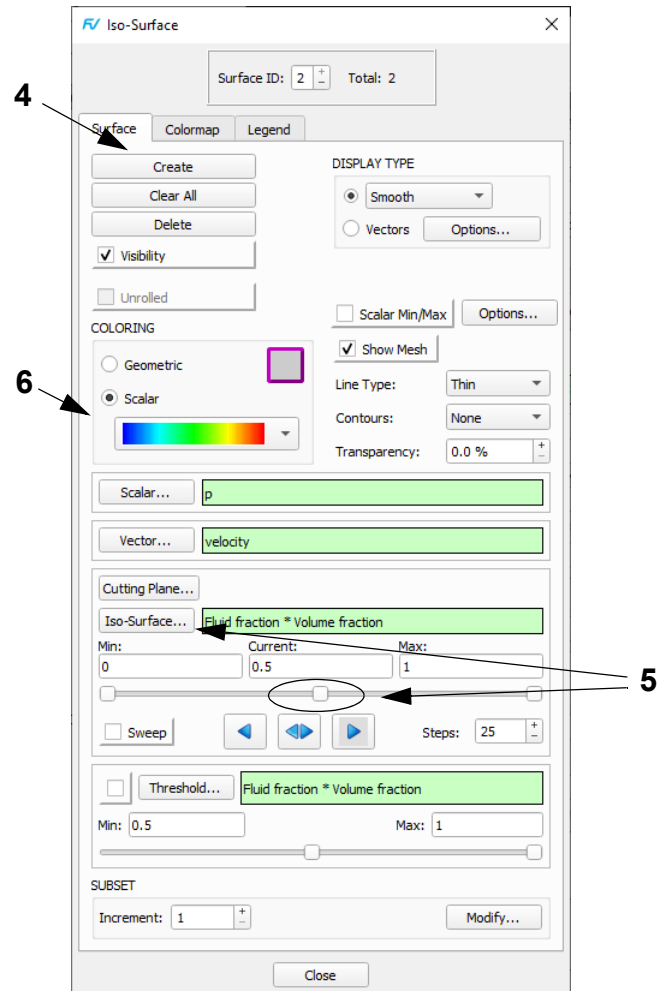 FV Iso-Surface
Surface ID: 2 Total: 2
4
Surface Colormap Legend
Create
Clear All
Delete
Visibility
Unrolled
DISPLAY TYPE
Smooth
Vectors Options...
Scalar Min/Max Options...
Show Mesh
Line Type: Thin
Contours: None
Transparency: 0.0 %
COLORING
Geometric
6
Scalar
Scalar... p
Vector... velocity
Cutting Plane...
Iso-Surface... Fluid fraction * Volume fraction
Min: Current: Max:
0 0.5 1
5
Sweep Steps: 25
Threshold... Fluid fraction * Volume fraction
Min: 0.5 Max: 1
SUBSET
Increment: 1 Modify...
Close